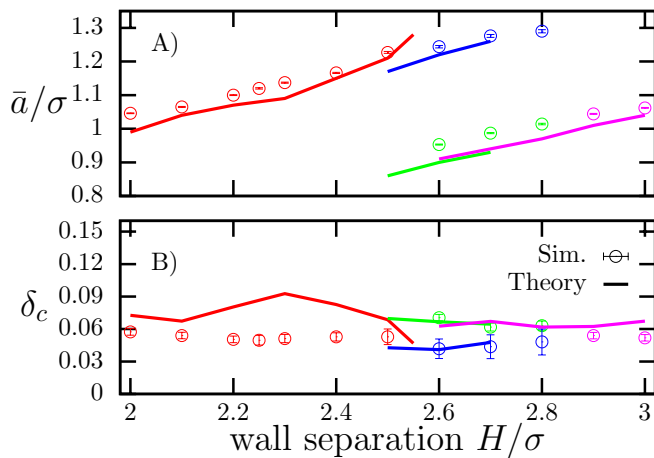 A)
1.3
1.2
1.1
1
0.9
0.8
ā/σ
B)
0.15
0.12
0.09
0.06
0.03
0
δc
Sim.
Theory
2 2.2 2.4 2.6 2.8 3
wall separation H/σ